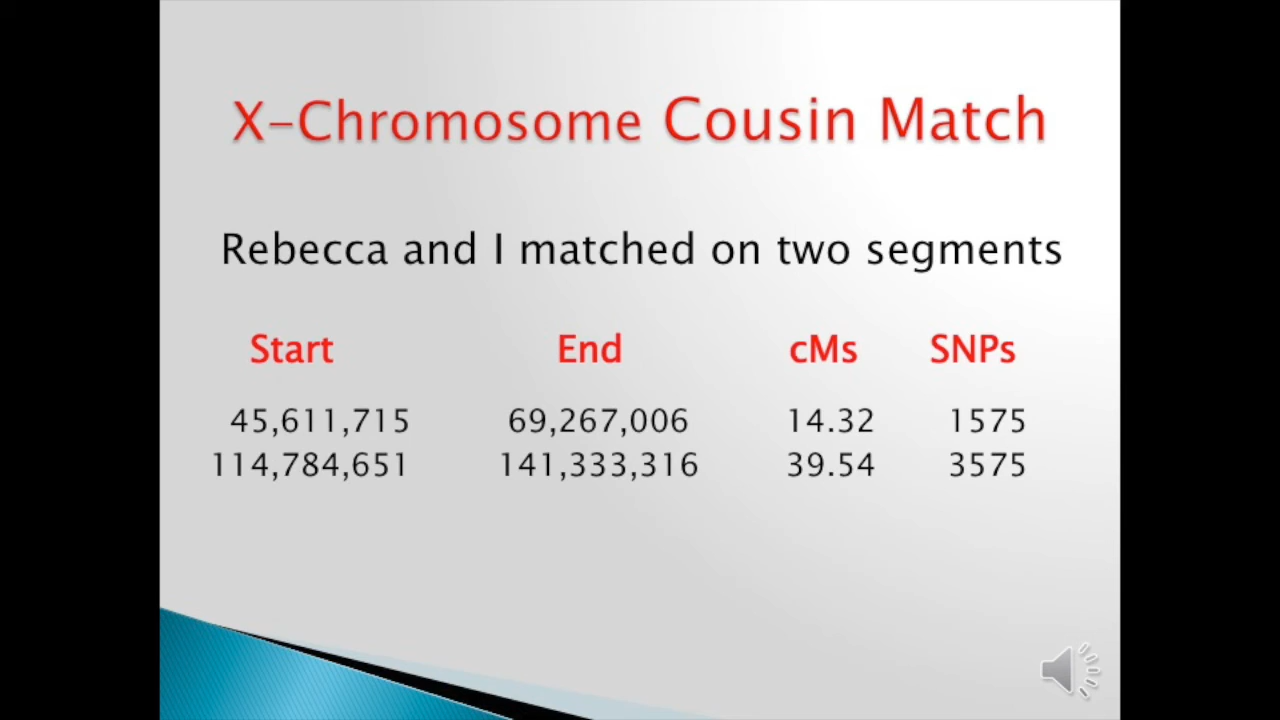 X-Chromosome Cousin Match
Rebecca and I matched on two segments
Start End cMs SNPs
45,611,715 69,267,006 14.32 1575
114,784,651 141,333,316 39.54 3575